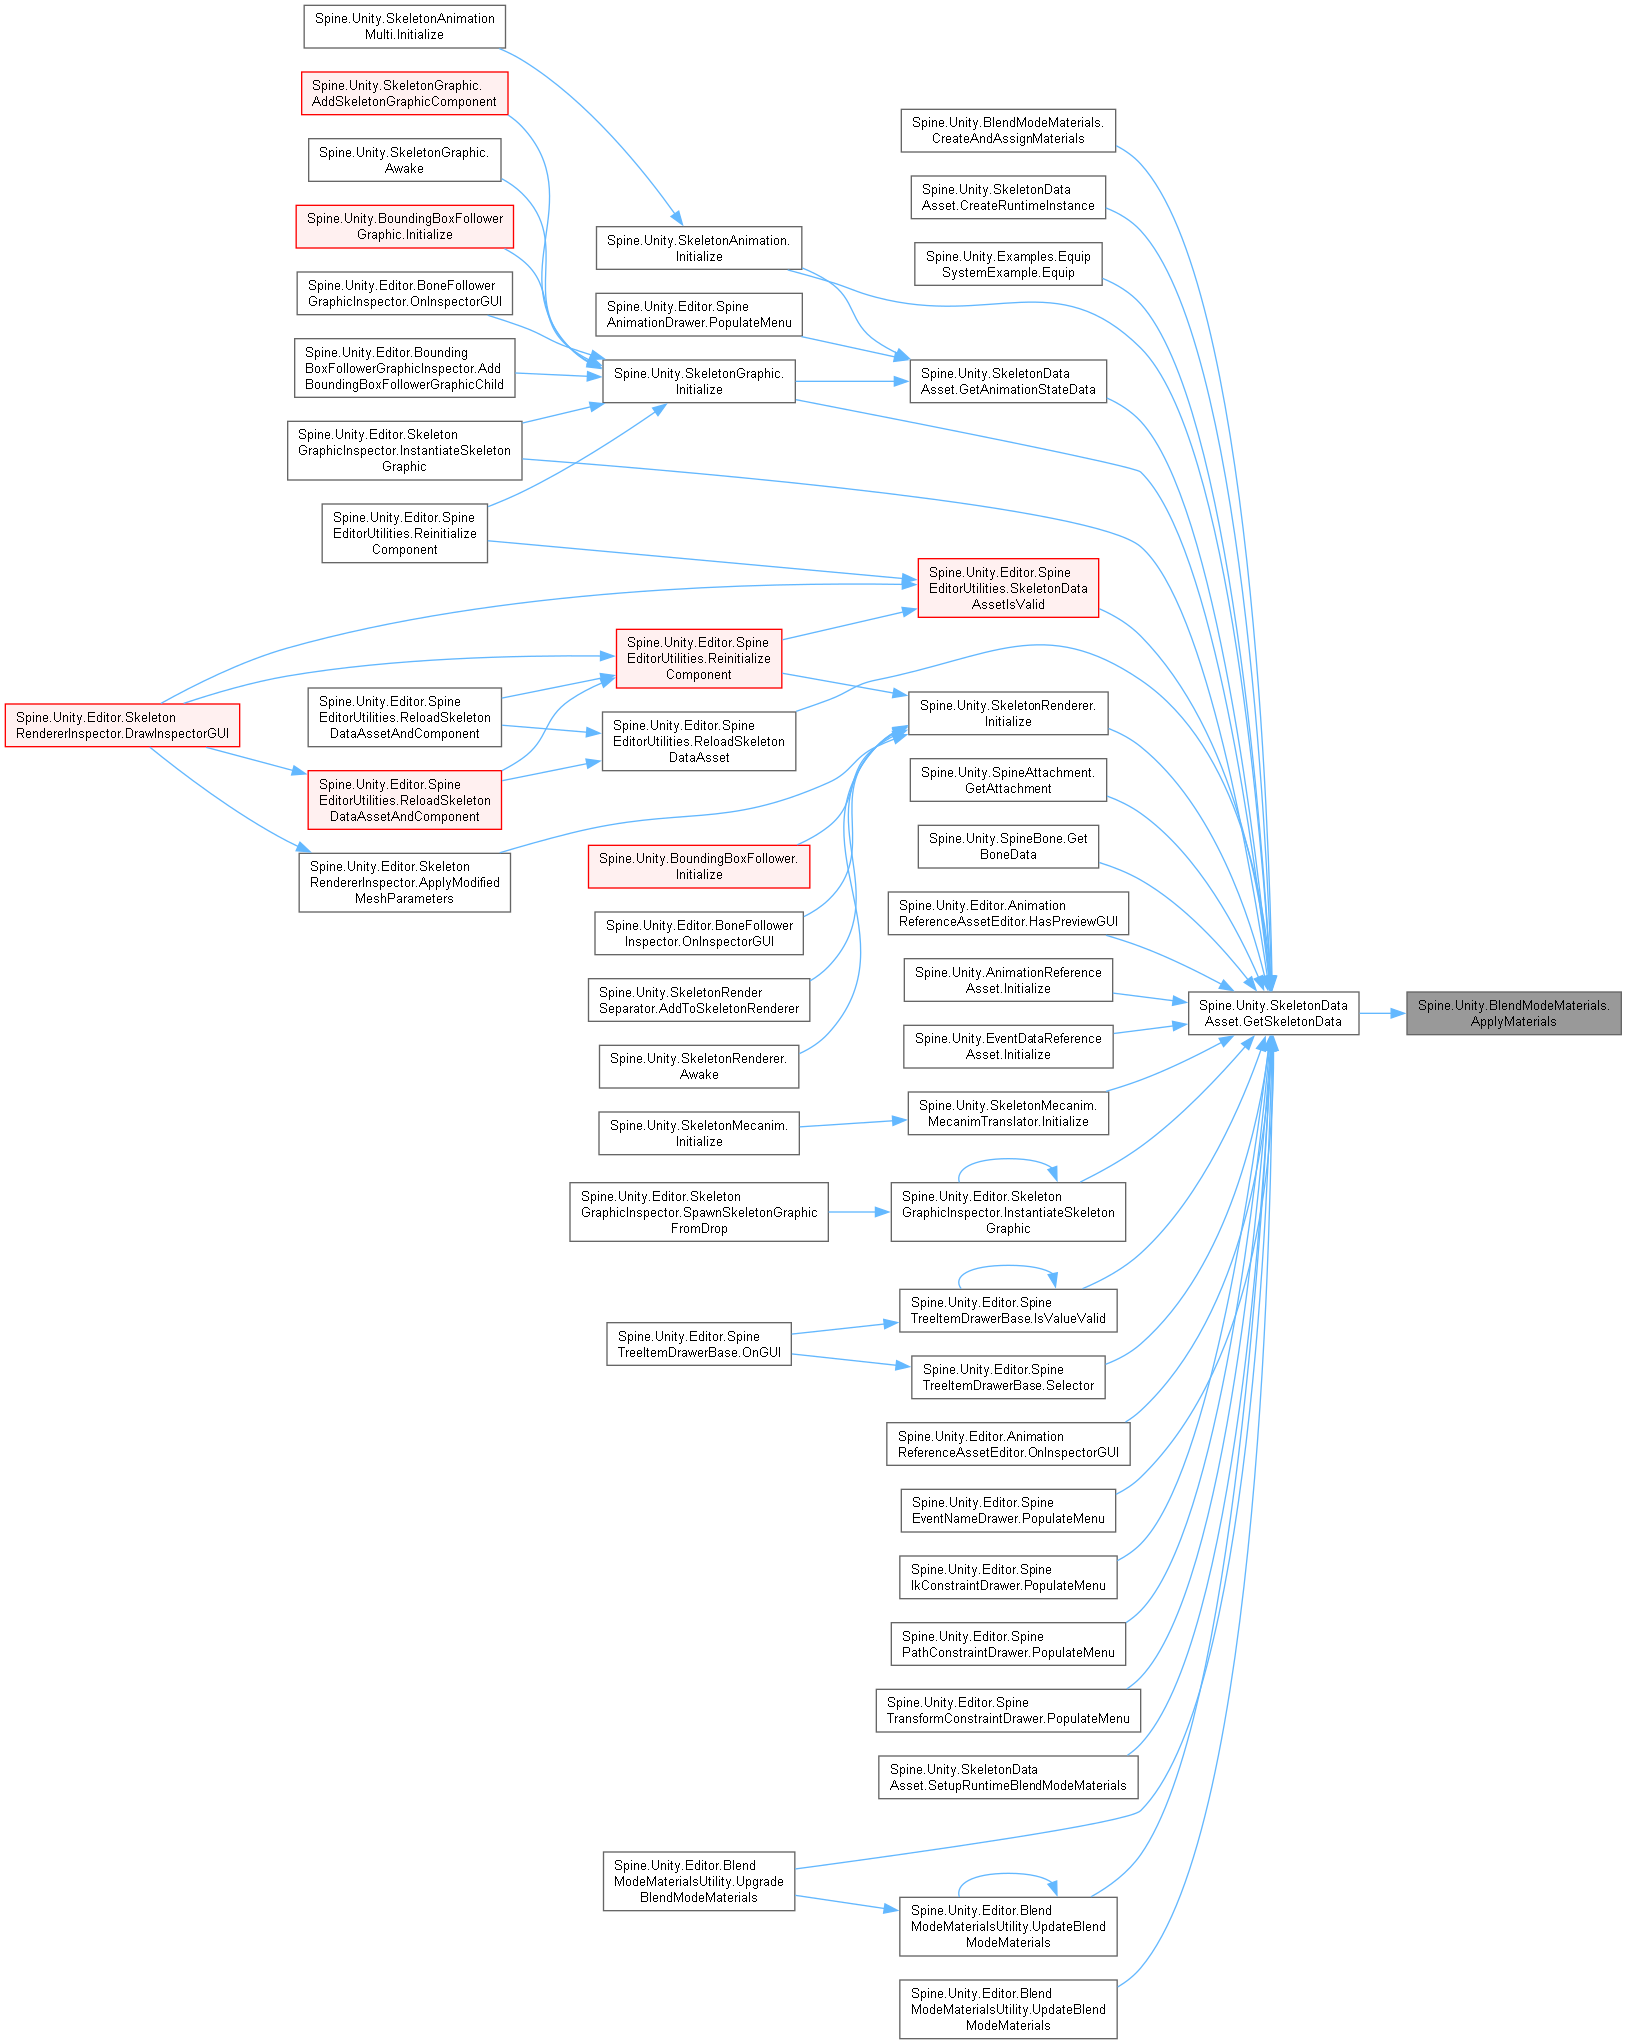 Spine.Unity.SkeletonAnimation
Multi.Initialize
Spine.Unity.SkeletonGraphic.
AddSkeletonGraphicComponent
Spine.Unity.SkeletonGraphic.
Awake
Spine.Unity.BoundingBoxFollower
Graphic.Initialize
Spine.Unity.Editor.BoneFollower
GraphicInspector.OnInspectorGUI
Spine.Unity.Editor.Bounding
BoxFollowerGraphicInspector.Add
BoundingBoxFollowerGraphicChild
Spine.Unity.Editor.Skeleton
GraphicInspector.InstantiateSkeleton
Graphic
Spine.Unity.Editor.Spine
EditorUtilities.Reinitialize
Component
Spine.Unity.Editor.Skeleton
RendererInspector.DrawInspectorGUI
Spine.Unity.Editor.Spine
EditorUtilities.ReloadSkeleton
DataAssetAndComponent
Spine.Unity.Editor.Spine
EditorUtilities.ReloadSkeleton
DataAssetAndComponent
Spine.Unity.Editor.Skeleton
RendererInspector.ApplyModified
MeshParameters
Spine.Unity.SkeletonAnimation.
Initialize
Spine.Unity.Editor.Spine
AnimationDrawer.PopulateMenu
Spine.Unity.SkeletonGraphic.
Initialize
Spine.Unity.Editor.Spine
EditorUtilities.Reinitialize
Component
Spine.Unity.Editor.Spine
EditorUtilities.ReloadSkeleton
DataAsset
Spine.Unity.BoundingBoxFollower.
Initialize
Spine.Unity.Editor.BoneFollower
Inspector.OnInspectorGUI
Spine.Unity.SkeletonRender
Separator.AddToSkeletonRenderer
Spine.Unity.SkeletonRenderer.
Awake
Spine.Unity.SkeletonMecanim.
Initialize
Spine.Unity.Editor.Skeleton
GraphicInspector.SpawnSkeletonGraphic
FromDrop
Spine.Unity.Editor.Spine
TreeItemDrawerBase.OnGUI
Spine.Unity.Editor.Blend
ModeMaterialsUtility.Upgrade
BlendModeMaterials
Spine.Unity.BlendModeMaterials.
CreateAndAssignMaterials
Spine.Unity.SkeletonData
Asset.CreateRuntimeInstance
Spine.Unity.Examples.Equip
SystemExample.Equip
Spine.Unity.SkeletonData
Asset.GetAnimationStateData
Spine.Unity.Editor.Spine
EditorUtilities.SkeletonData
AssetIsValid
Spine.Unity.SkeletonRenderer.
Initialize
Spine.Unity.SpineAttachment.
GetAttachment
Spine.Unity.SpineBone.Get
BoneData
Spine.Unity.Editor.Animation
ReferenceAssetEditor.HasPreviewGUI
Spine.Unity.AnimationReference
Asset.Initialize
Spine.Unity.EventDataReference
Asset.Initialize
Spine.Unity.SkeletonMecanim.
MecanimTranslator.Initialize
Spine.Unity.Editor.Skeleton
GraphicInspector.InstantiateSkeleton
Graphic
Spine.Unity.Editor.Spine
TreeItemDrawerBase.IsValueValid
Spine.Unity.Editor.Spine
TreeItemDrawerBase.Selector
Spine.Unity.Editor.Animation
ReferenceAssetEditor.OnInspectorGUI
Spine.Unity.Editor.Spine
EventNameDrawer.PopulateMenu
Spine.Unity.Editor.Spine
IkConstraintDrawer.PopulateMenu
Spine.Unity.Editor.Spine
PathConstraintDrawer.PopulateMenu
Spine.Unity.Editor.Spine
TransformConstraintDrawer.PopulateMenu
Spine.Unity.SkeletonData
Asset.SetupRuntimeBlendModeMaterials
Spine.Unity.Editor.Blend
ModeMaterialsUtility.UpdateBlend
ModeMaterials
Spine.Unity.Editor.Blend
ModeMaterialsUtility.UpdateBlend
ModeMaterials
Spine.Unity.SkeletonData
Asset.GetSkeletonData
Spine.Unity.BlendModeMaterials.
ApplyMaterials